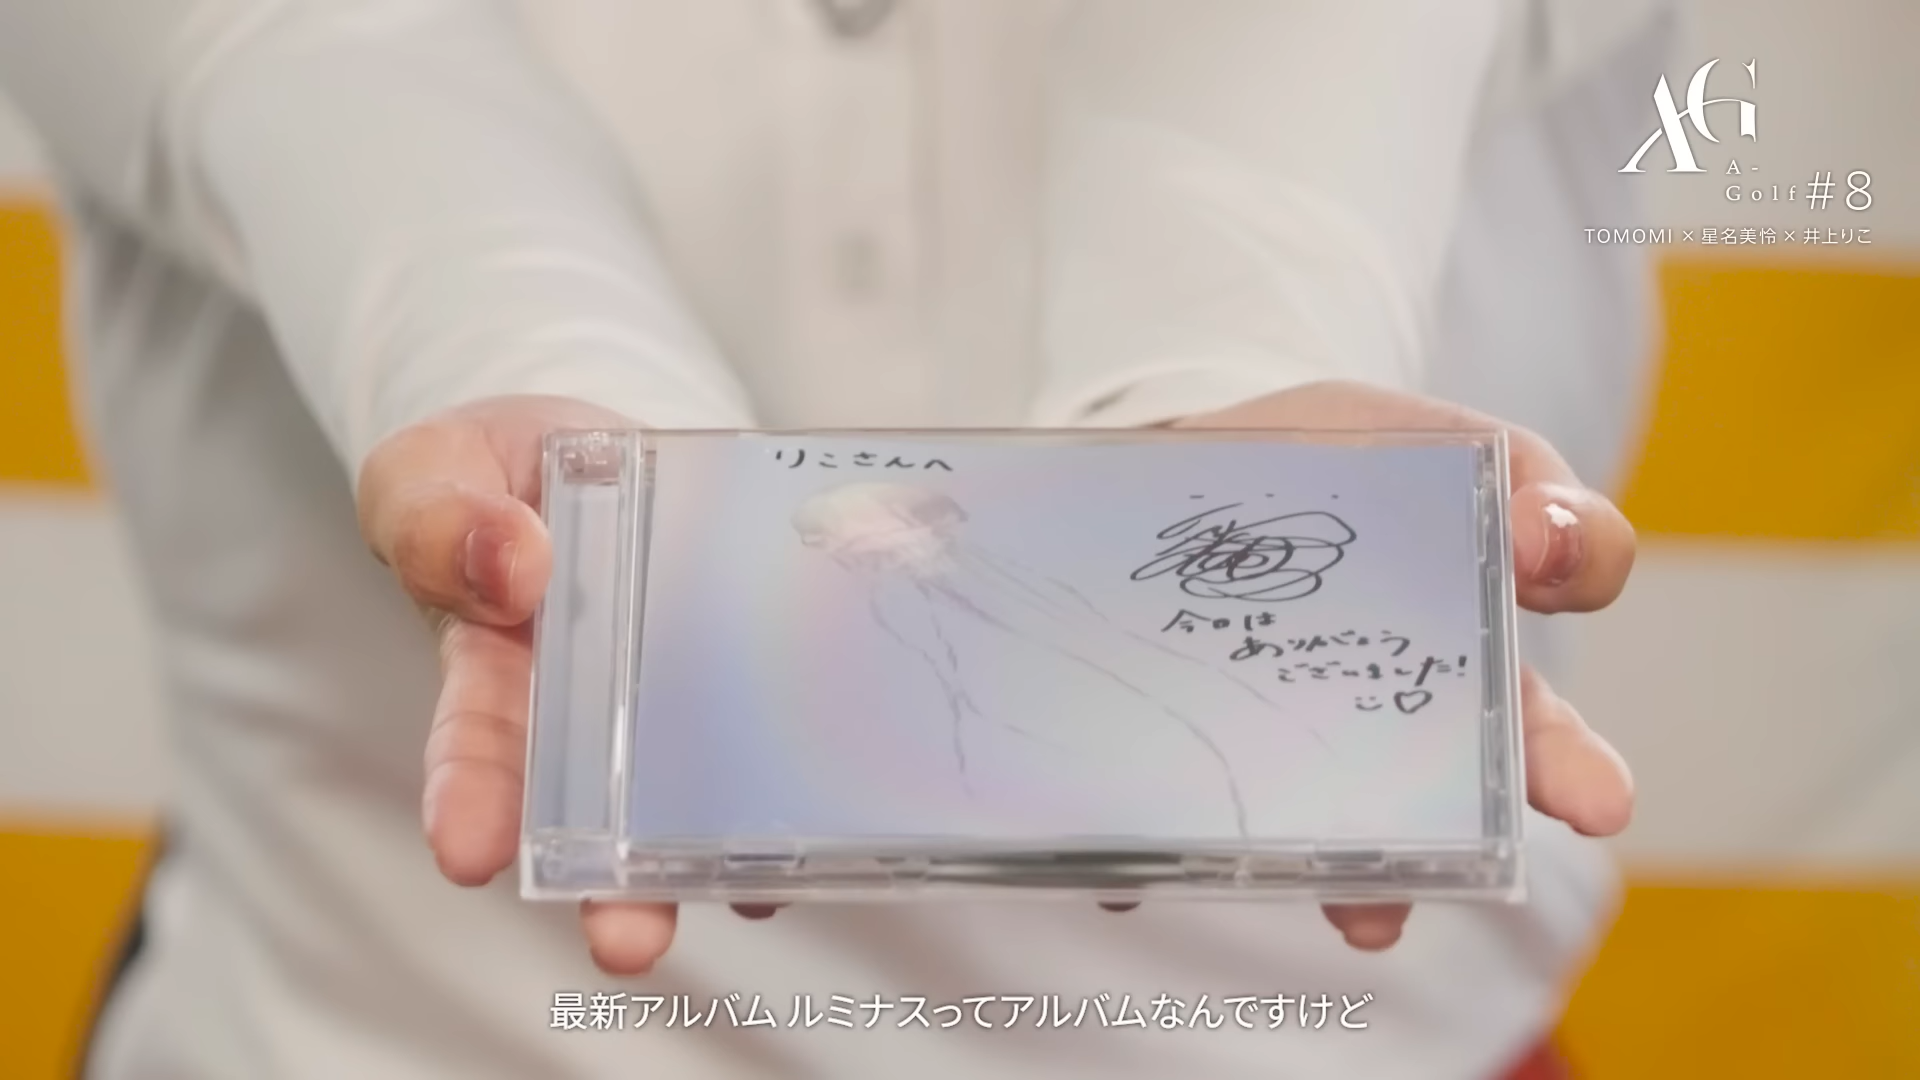 AG
A-
Golf #8
TOMOMI × 星名美怜 × 井上りこ
りこさんへ
今日は
ありがとう
ございました!
最新アルバム ルミナスってアルバムなんですけど